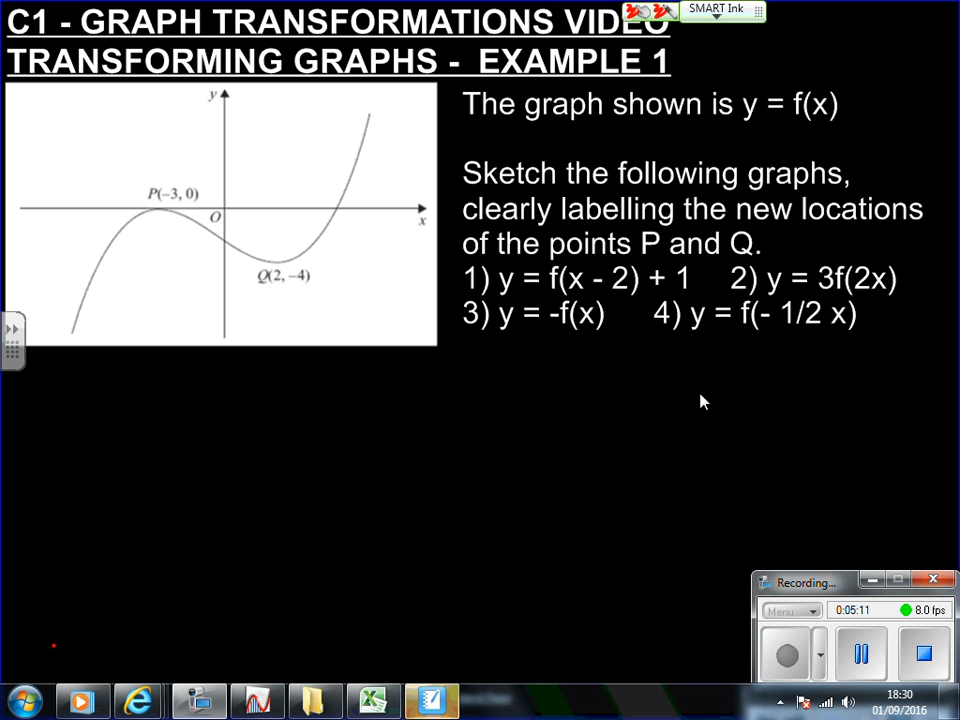 C1 - GRAPH TRANSFORMATIONS VIDEO
SMART Ink
TRANSFORMING GRAPHS - EXAMPLE 1
y
P(–3, 0)
O
x
Q(2, –4)
The graph shown is y = f(x)
Sketch the following graphs,
clearly labelling the new locations
of the points P and Q.
1) y = f(x - 2) + 1 2) y = 3f(2x)
3) y = -f(x) 4) y = f(- 1/2 x)
Recording...
Menu
0:05:11
8.0 fps
18:30
01/09/2016